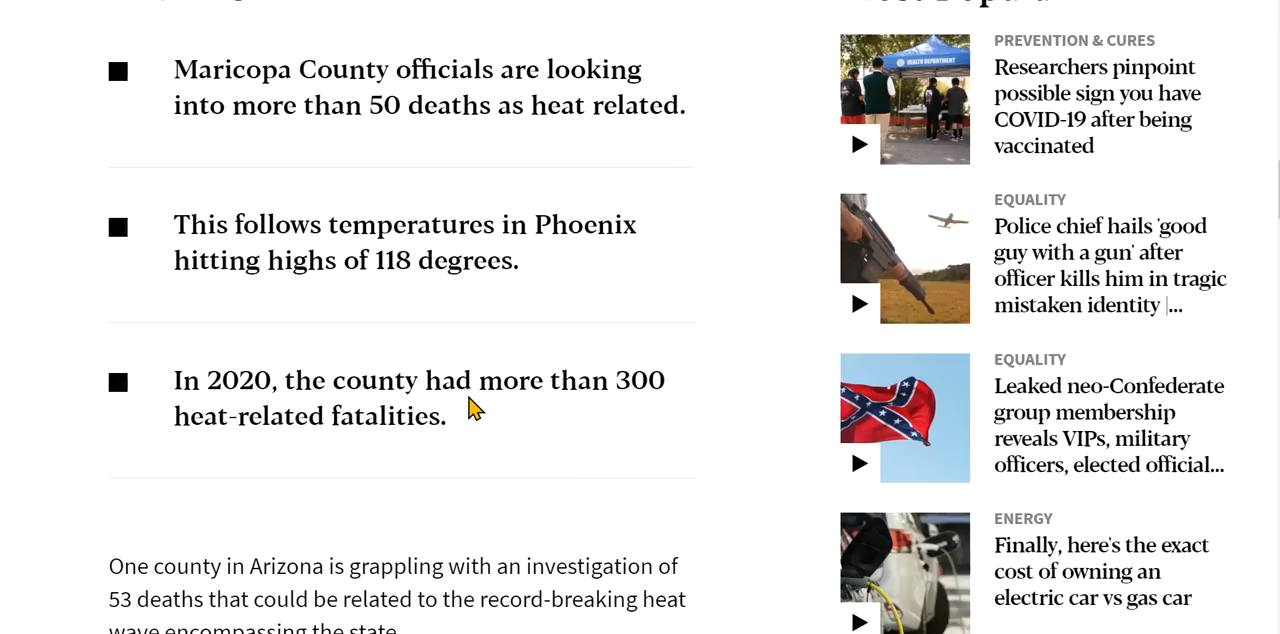 Maricopa County officials are looking
into more than 50 deaths as heat related.
This follows temperatures in Phoenix
hitting highs of 118 degrees.
In 2020, the county had more than 300
heat-related fatalities.
One county in Arizona is grappling with an investigation of
53 deaths that could be related to the record-breaking heat
wave encompassing the state.
HEALTH DEPARTMENT
PREVENTION & CURES
Researchers pinpoint
possible sign you have
COVID-19 after being
vaccinated
EQUALITY
Police chief hails 'good
guy with a gun' after
officer kills him in tragic
mistaken identity |...
EQUALITY
Leaked neo-Confederate
group membership
reveals VIPs, military
officers, elected official...
ENERGY
Finally, here's the exact
cost of owning an
electric car vs gas car